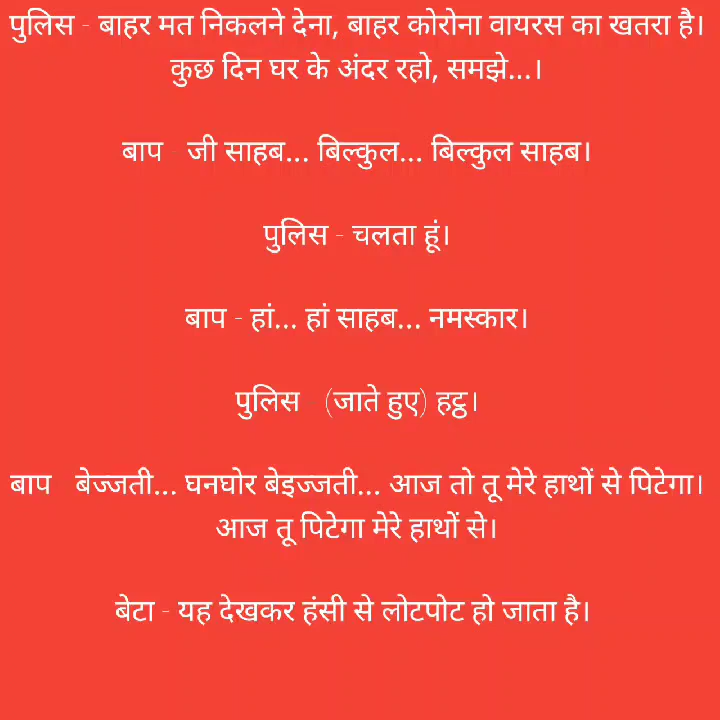 पुलिस - बाहर मत निकलने देना, बाहर कोरोना वायरस का खतरा है।
कुछ दिन घर के अंदर रहो, समझे...।
बाप - जी साहब... बिल्कुल... बिल्कुल साहब।
पुलिस - चलता हूं।
बाप - हां... हां साहब... नमस्कार।
पुलिस (जाते हुए) हट्ठ।
बाप बेज्जती... घनघोर बेइज्जती... आज तो तू मेरे हाथों से पिटेगा।
आज तू पिटेगा मेरे हाथों से।
बेटा - यह देखकर हंसी से लोटपोट हो जाता है।